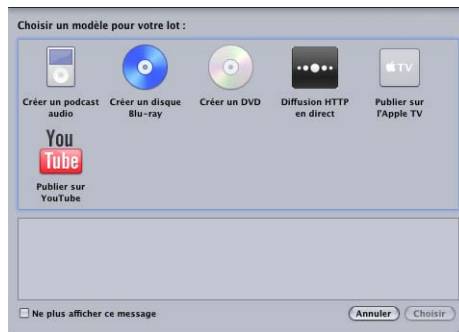 Choisir un modèle pour votre lot :
Créer un podcast audio
Créer un disque Blu-ray
Créer un DVD
Diffusion HTTP en direct
tv
Publier sur l'Apple TV
You
Tube
Publier sur YouTube
Ne plus afficher ce message
Annuler
Choisir